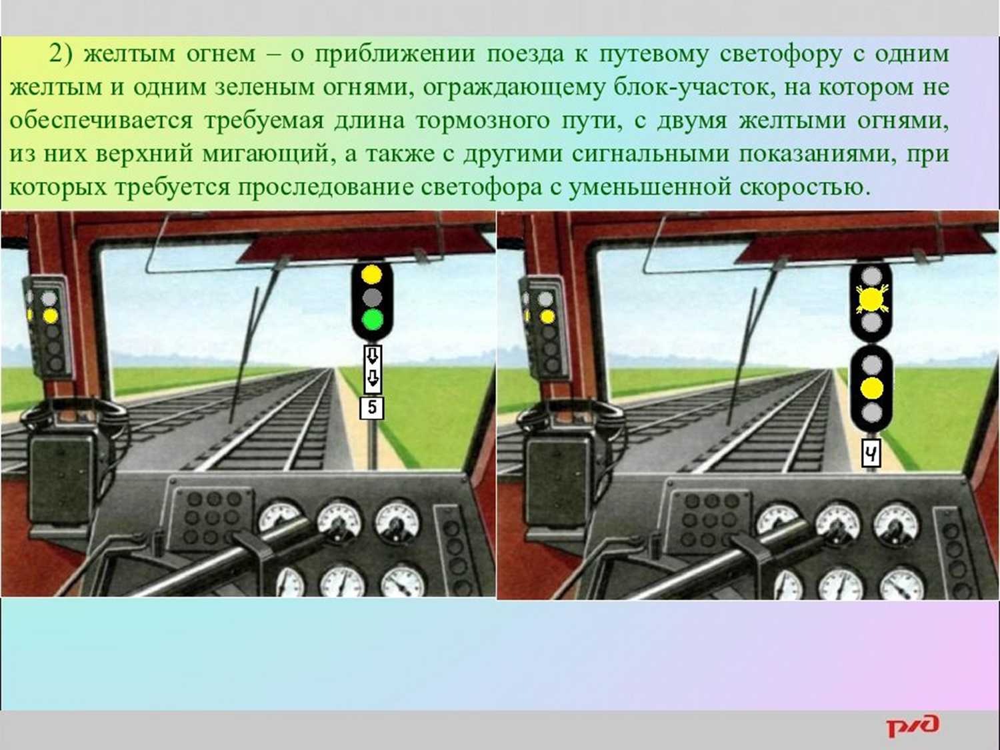 2) желтым огнем – о приближении поезда к путевому светофору с одним
желтым и одним зеленым огнями, ограждающему блок-участок, на котором не
обеспечивается требуемая длина тормозного пути, с двумя желтыми огнями,
из них верхний мигающий, а также с другими сигнальными показаниями, при
которых требуется проследование светофора с уменьшенной скоростью.
5
Ч
РЖД